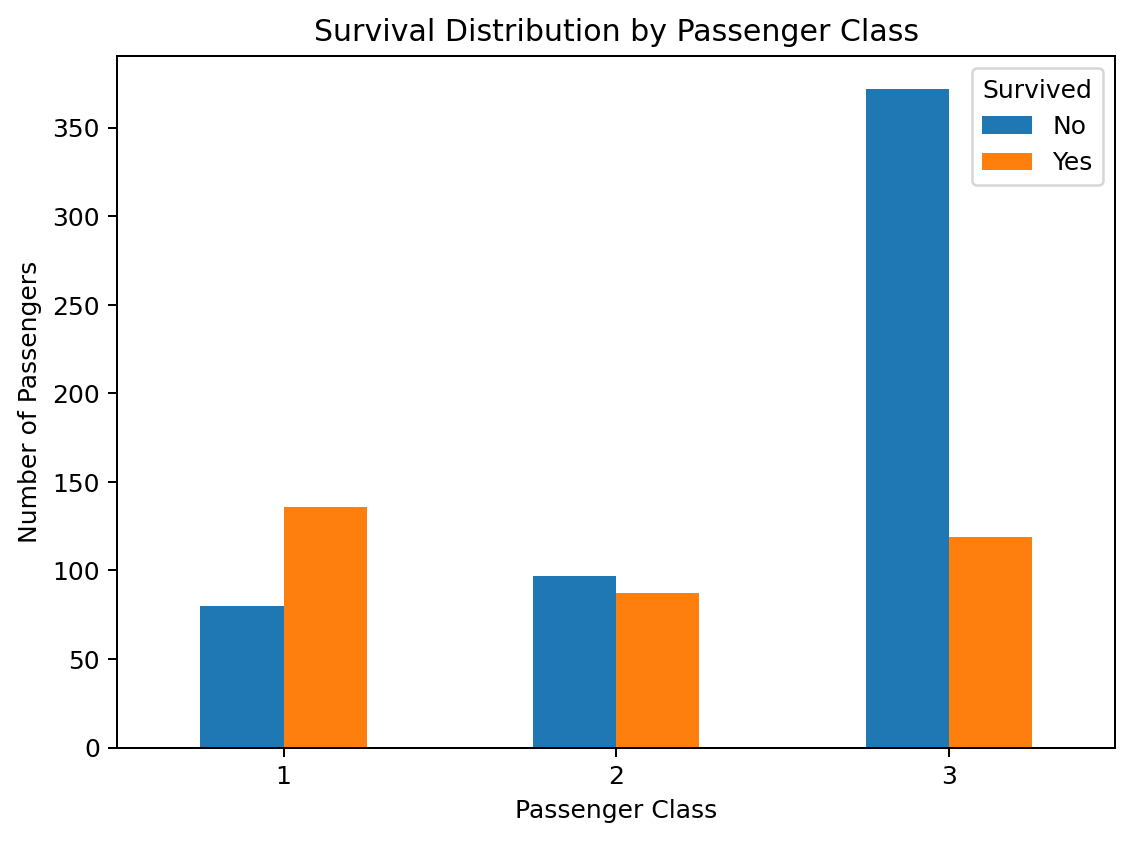 Survival Distribution by Passenger Class
Survived
No
Yes
350
300
250
200
150
100
50
0
Number of Passengers
1
2
3
Passenger Class